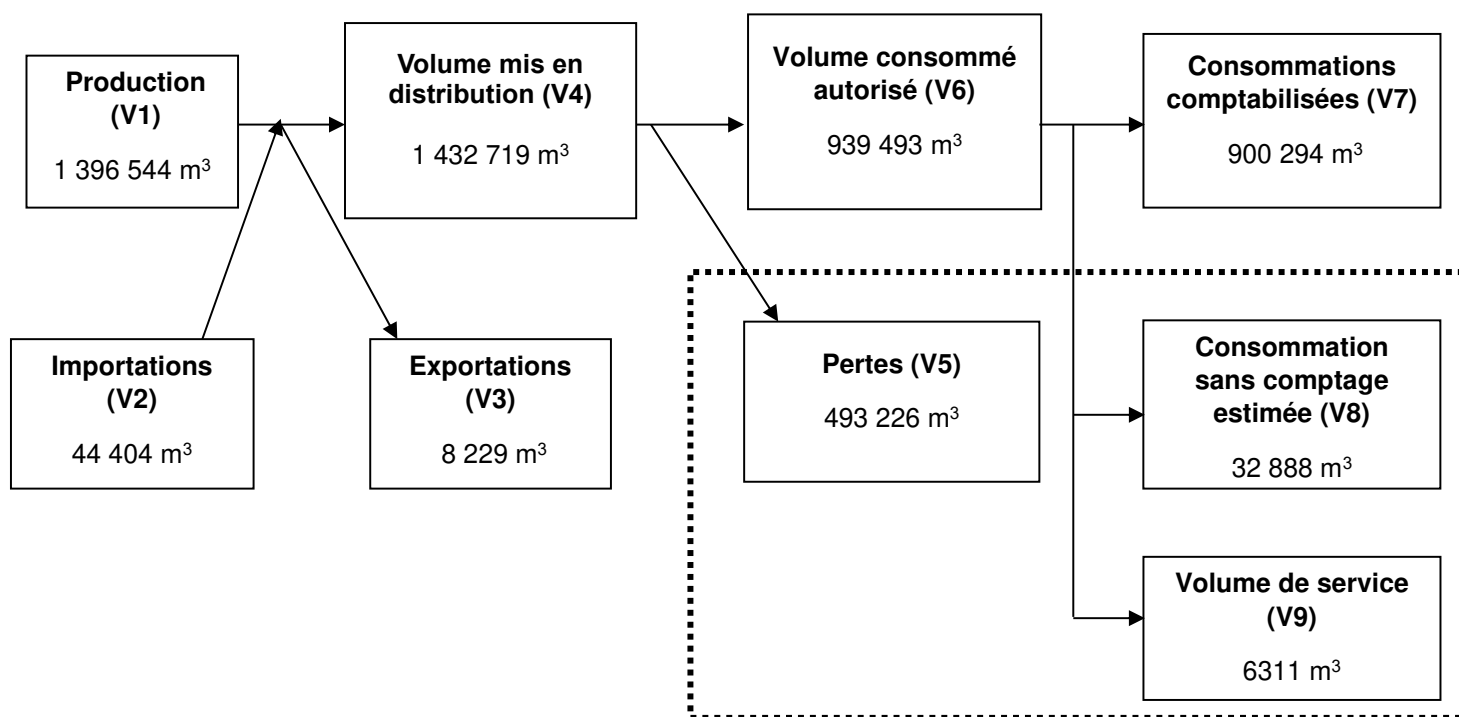 Production
(V1)
1 396 544 m³
Volume mis en
distribution (V4)
1 432 719 m³
Volume consommé
autorisé (V6)
939 493 m³
Consommations
comptabilisées (V7)
900 294 m³
Importations
(V2)
44 404 m³
Exportations
(V3)
8 229 m³
Pertes (V5)
493 226 m³
Consommation
sans comptage
estimée (V8)
32 888 m³
Volume de service
(V9)
6311 m³